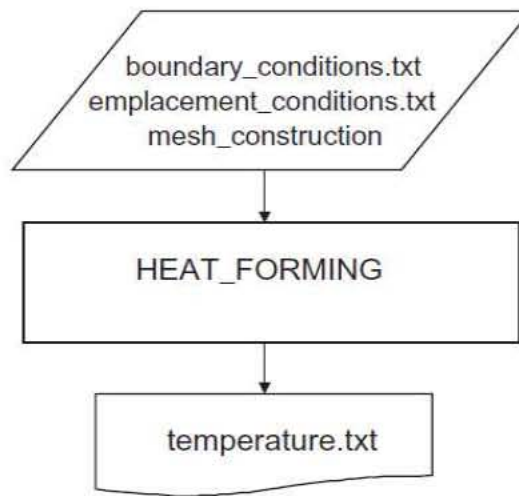 boundary_conditions.txt
emplacement_conditions.txt
mesh_construction
HEAT_FORMING
temperature.txt